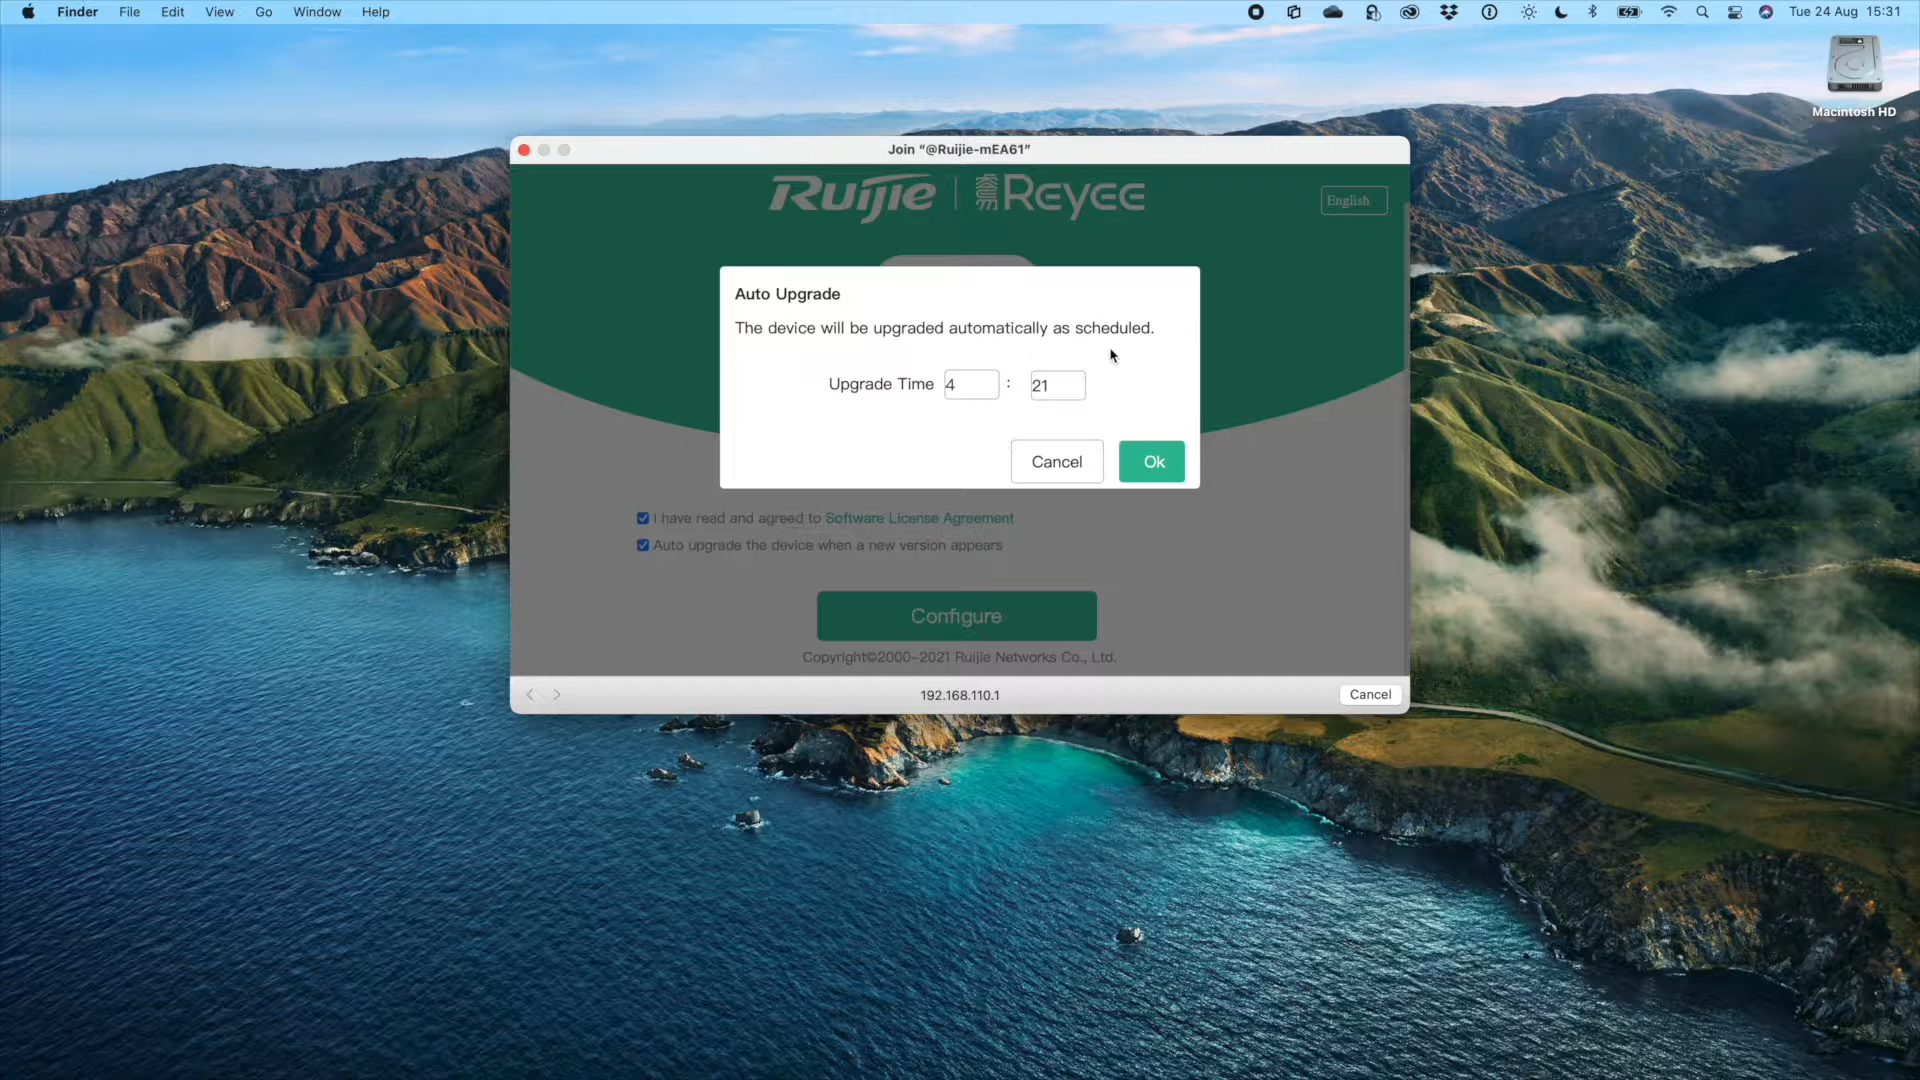 Finder File Edit View Go Window Help Tue 24 Aug 15:31
Macintosh HD
Join “@Ruijie-mEA61”
Ruijie | 易网 Reyee
English
Auto Upgrade
The device will be upgraded automatically as scheduled.
Upgrade Time 4 : 21
Cancel Ok
I have read and agreed to Software License Agreement
Auto upgrade the device when a new version appears
Configure
Copyright©2000–2021 Ruijie Networks Co., Ltd.
192.168.110.1 Cancel